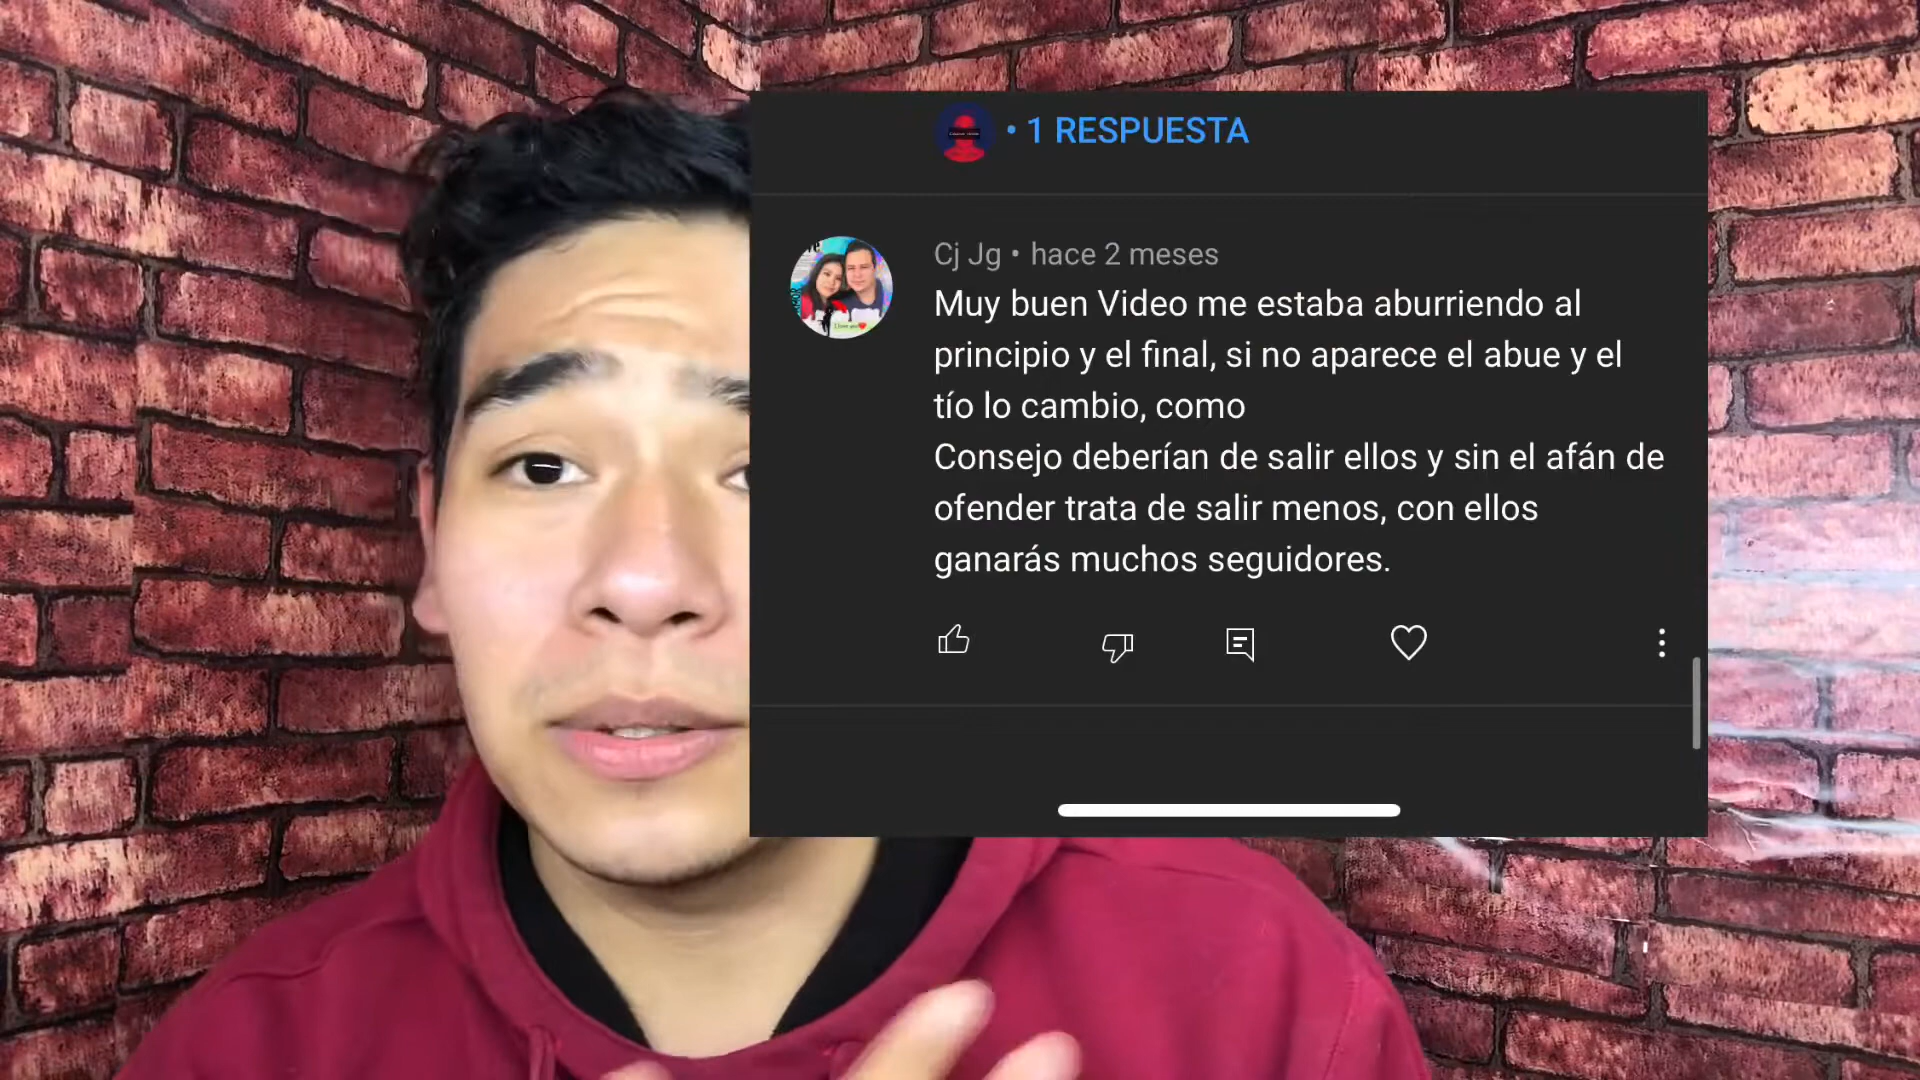 • 1 RESPUESTA
Cj Jg • hace 2 meses
Muy buen Video me estaba aburriendo al
principio y el final, si no aparece el abue y el
tío lo cambio, como
Consejo deberían de salir ellos y sin el afán de
ofender trata de salir menos, con ellos
ganarás muchos seguidores.